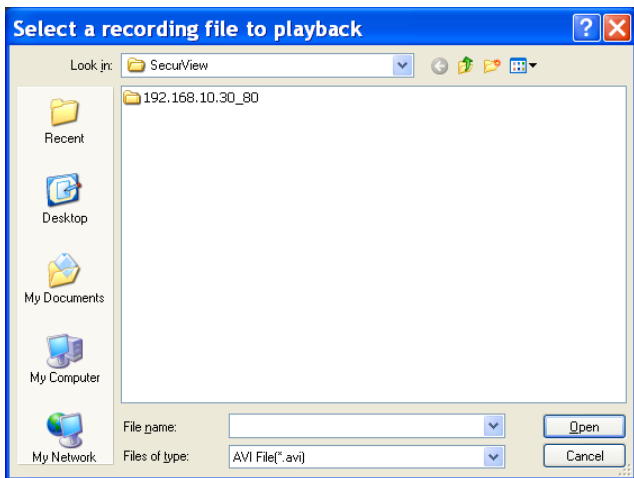 Select a recording file to playback
Look in:
SecurView
192.168.10.30_80
Recent
Desktop
My Documents
My Computer
My Network
File name:
Open
Files of type:
AVI File(*.avi)
Cancel